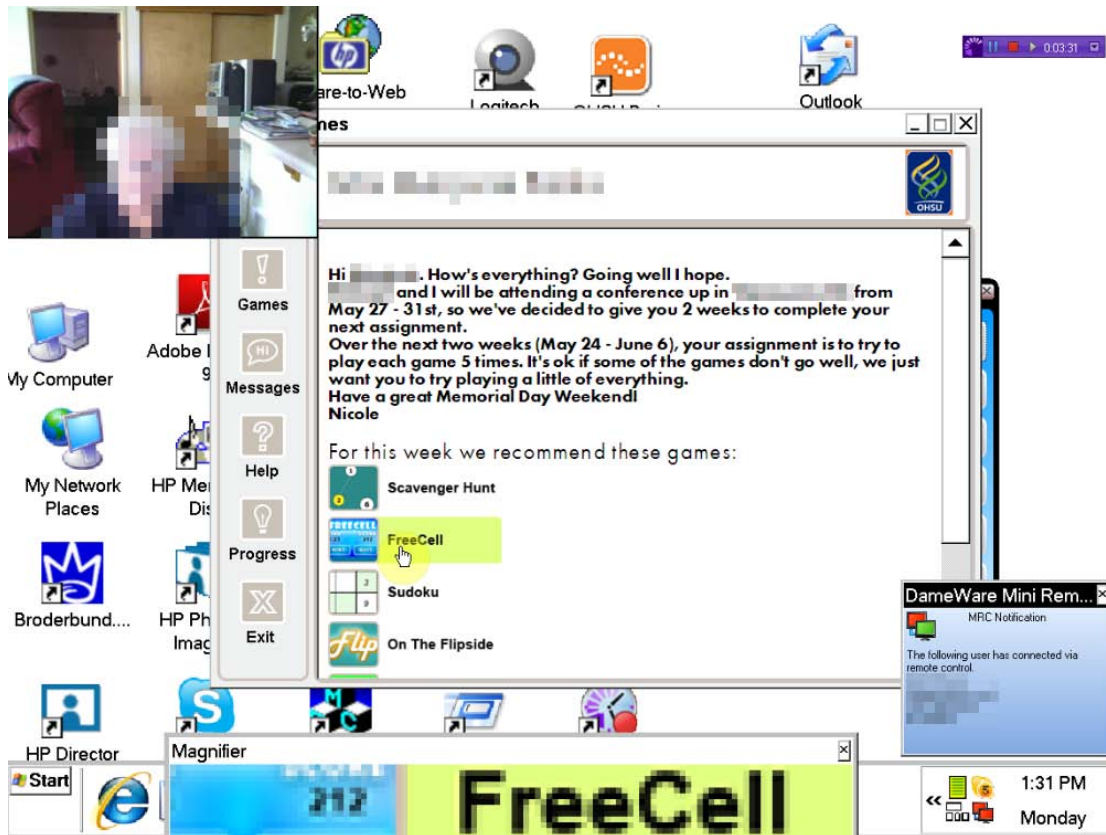 are-to-Web
Logitech
Outlook
0:03:31
mes
OHSU
Hi . How's everything? Going well I hope.
and I will be attending a conference up in from
May 27 - 31st, so we've decided to give you 2 weeks to complete your
next assignment.
Over the next two weeks (May 24 - June 6), your assignment is to try to
play each game 5 times. It's ok if some of the games don't go well, we just
want you to try playing a little of everything.
Have a great Memorial Day Weekend!
Nicole
For this week we recommend these games:
Scavenger Hunt
FreeCell
Sudoku
On The Flipside
Flip
Games
Messages
HI
Help
Progress
Exit
My Computer
Adobe
9
My Network
Places
HP Me
Dis
Broderbund....
HP Ph
Imag
HP Director
DameWare Mini Rem...
MRC Notification
The following user has connected via
remote control.
Magnifier
212
FreeCell
Start
1:31 PM
Monday